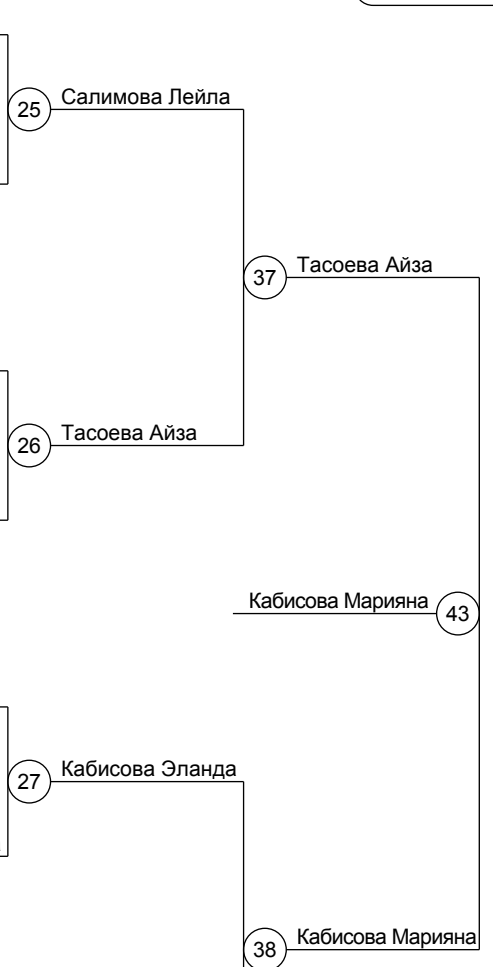 25 Салимова Лейла
37 Тасоева Айза
26 Тасоева Айза
Кабисова Марияна 43
27 Кабисова Эланда
38 Кабисова Марияна